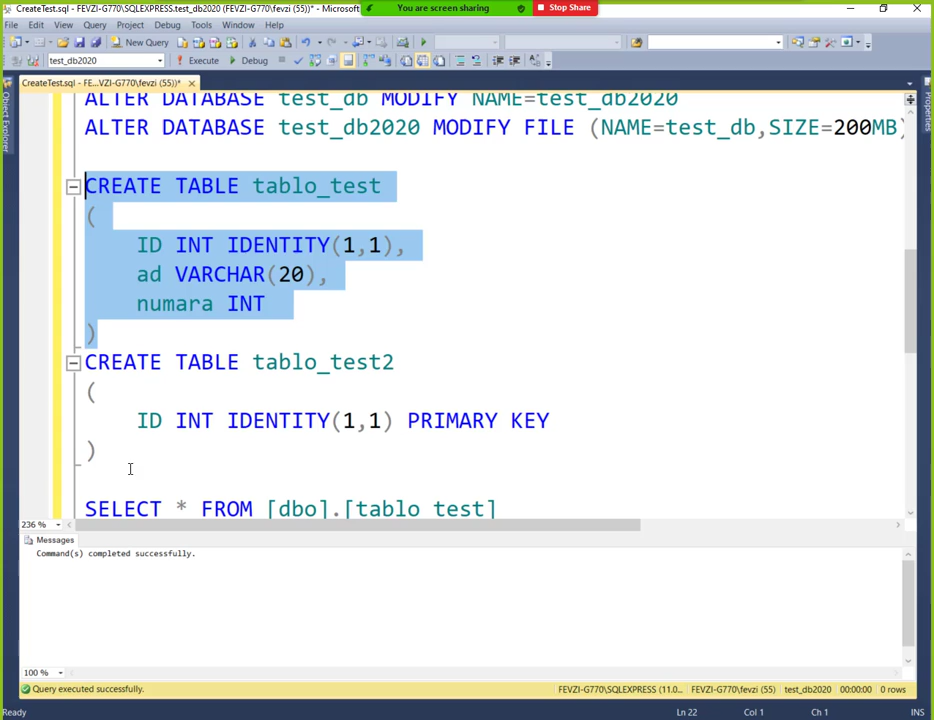 CreateTest.sql - FEVZI-G770\SQLEXPRESS.test_db2020 (FEVZI-G770\fevzi (55))* - Microsoft
You are screen sharing
Stop Share
File Edit View Query Project Debug Tools Window Help
New Query
test_db2020
Execute
Debug
CreateTest.sql - FE...VZI-G770\fevzi (55))*
Object Explorer
Properties
ALTER DATABASE test_db MODIFY NAME=test_db2020
ALTER DATABASE test_db2020 MODIFY FILE (NAME=test_db,SIZE=200MB)
CREATE TABLE tablo_test
(
ID INT IDENTITY(1,1),
ad VARCHAR(20),
numara INT
)
CREATE TABLE tablo_test2
(
ID INT IDENTITY(1,1) PRIMARY KEY
)
SELECT * FROM [dbo].[tablo_test]
236 %
Messages
Command(s) completed successfully.
100 %
Query executed successfully.
FEVZI-G770\SQLEXPRESS (11.0... FEVZI-G770\fevzi (55) test_db2020 00:00:00 0 rows
Ready
Ln 22 Col 1 Ch 1 INS